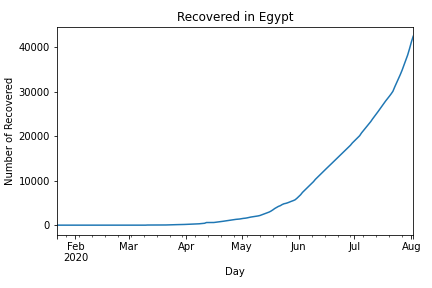 Recovered in Egypt
Number of Recovered
40000
30000
20000
10000
0
Feb Mar Apr May Jun Jul Aug
2020
Day